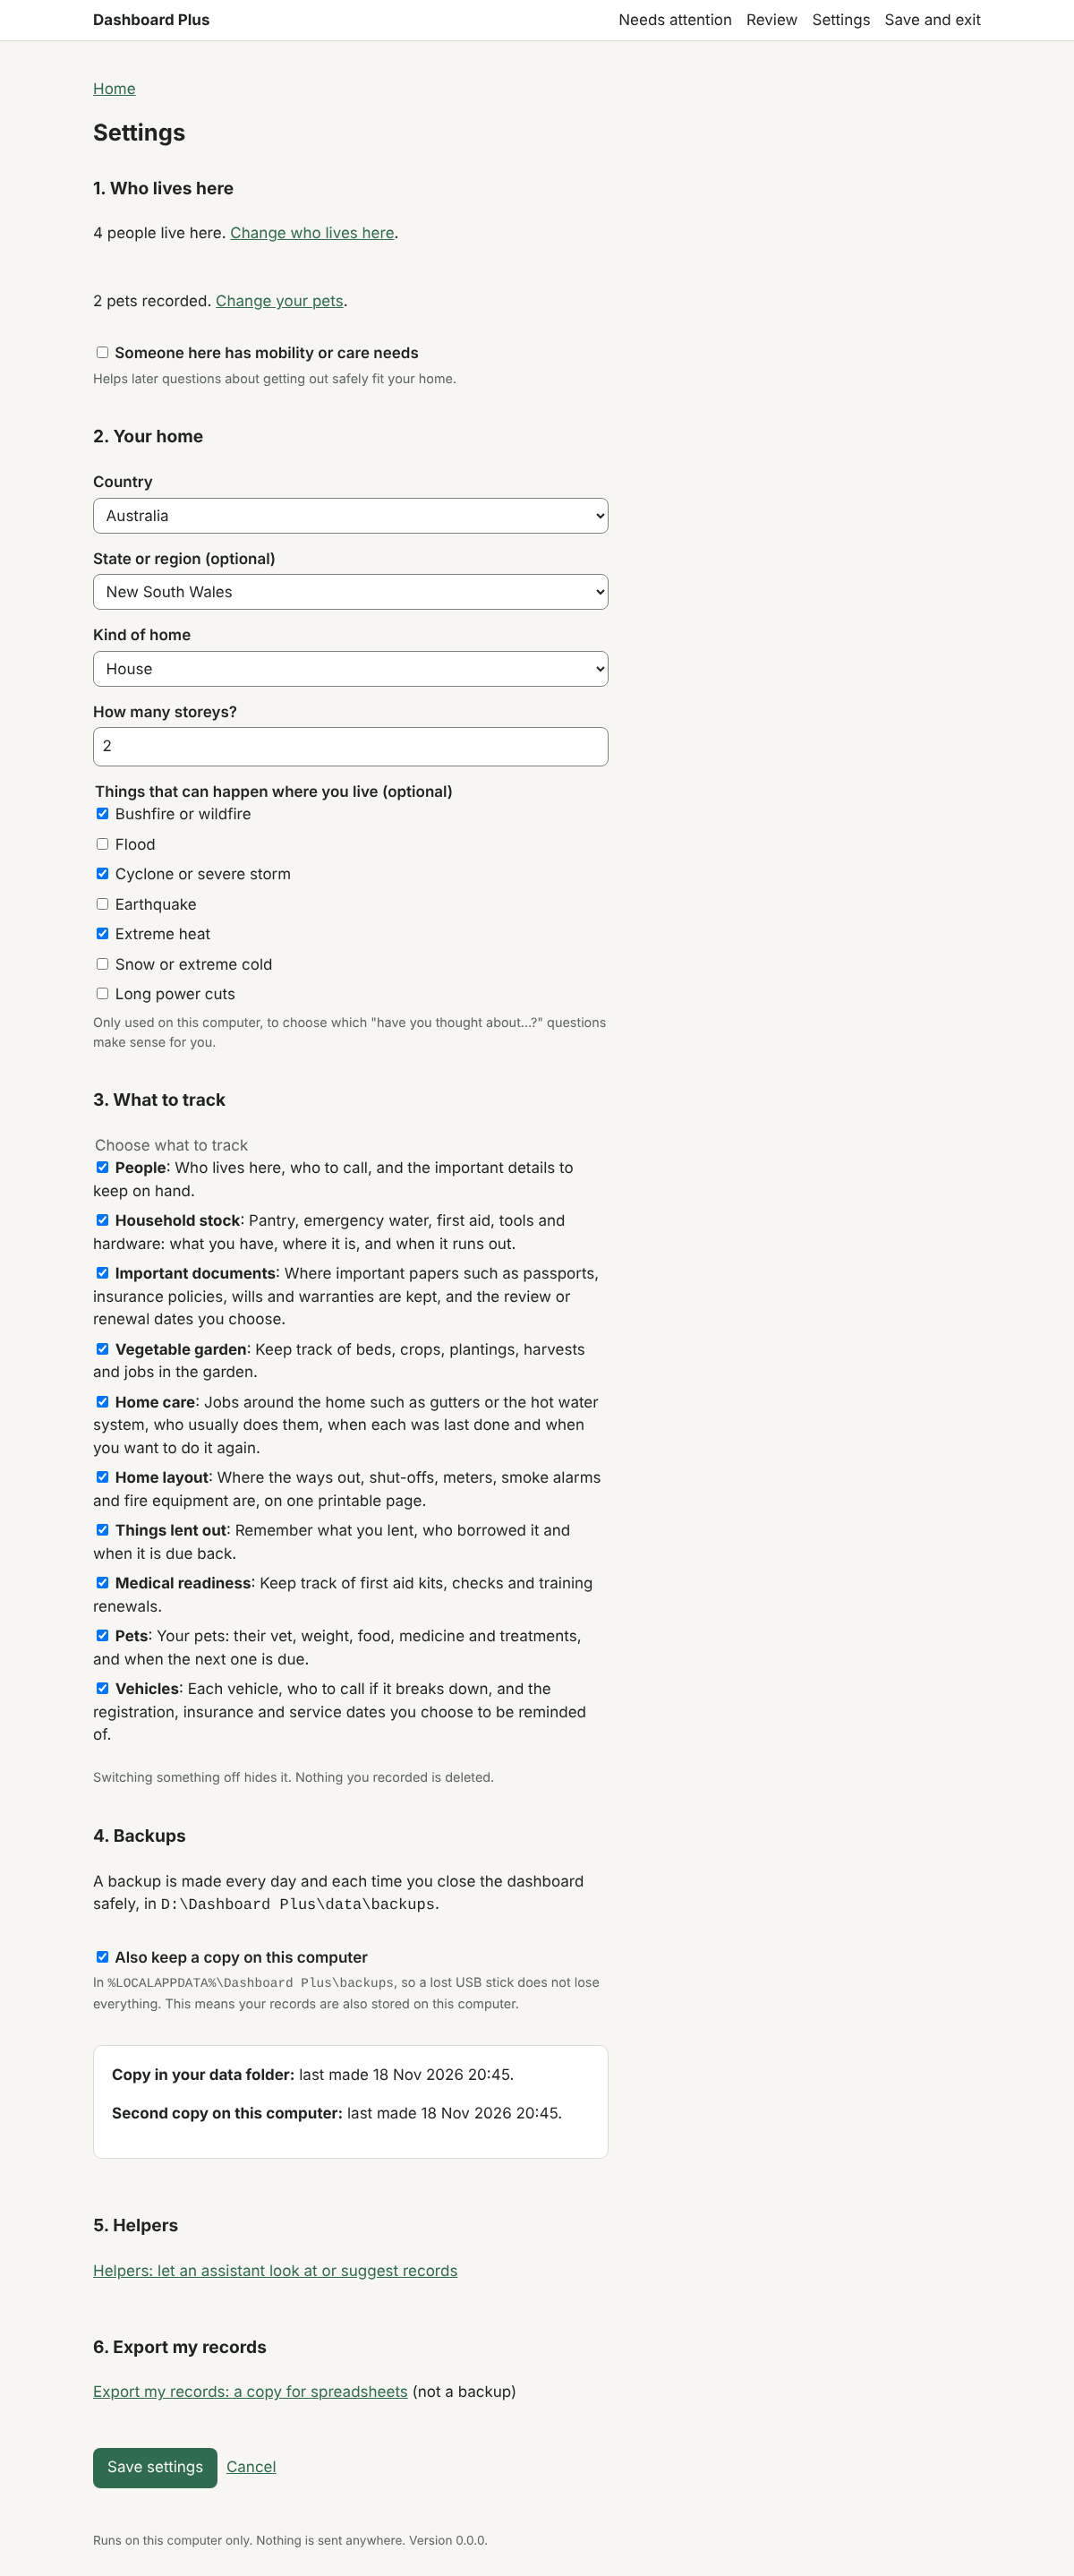 Dashboard Plus
Needs attention Review Settings Save and exit
Home
Settings
1. Who lives here
4 people live here. Change who lives here.
2 pets recorded. Change your pets.
Someone here has mobility or care needs
Helps later questions about getting out safely fit your home.
2. Your home
Country
Australia
State or region (optional)
New South Wales
Kind of home
House
How many storeys?
2
Things that can happen where you live (optional)
Bushfire or wildfire
Flood
Cyclone or severe storm
Earthquake
Extreme heat
Snow or extreme cold
Long power cuts
Only used on this computer, to choose which "have you thought about...?" questions
make sense for you.
3. What to track
Choose what to track
People: Who lives here, who to call, and the important details to
keep on hand.
Household stock: Pantry, emergency water, first aid, tools and
hardware: what you have, where it is, and when it runs out.
Important documents: Where important papers such as passports,
insurance policies, wills and warranties are kept, and the review or
renewal dates you choose.
Vegetable garden: Keep track of beds, crops, plantings, harvests
and jobs in the garden.
Home care: Jobs around the home such as gutters or the hot water
system, who usually does them, when each was last done and when
you want to do it again.
Home layout: Where the ways out, shut-offs, meters, smoke alarms
and fire equipment are, on one printable page.
Things lent out: Remember what you lent, who borrowed it and
when it is due back.
Medical readiness: Keep track of first aid kits, checks and training
renewals.
Pets: Your pets: their vet, weight, food, medicine and treatments,
and when the next one is due.
Vehicles: Each vehicle, who to call if it breaks down, and the
registration, insurance and service dates you choose to be reminded
of.
Switching something off hides it. Nothing you recorded is deleted.
4. Backups
A backup is made every day and each time you close the dashboard
safely, in D:\Dashboard Plus\data\backups.
Also keep a copy on this computer
In %LOCALAPPDATA%\Dashboard Plus\backups, so a lost USB stick does not lose
everything. This means your records are also stored on this computer.
Copy in your data folder: last made 18 Nov 2026 20:45.
Second copy on this computer: last made 18 Nov 2026 20:45.
5. Helpers
Helpers: let an assistant look at or suggest records
6. Export my records
Export my records: a copy for spreadsheets (not a backup)
Save settings Cancel
Runs on this computer only. Nothing is sent anywhere. Version 0.0.0.